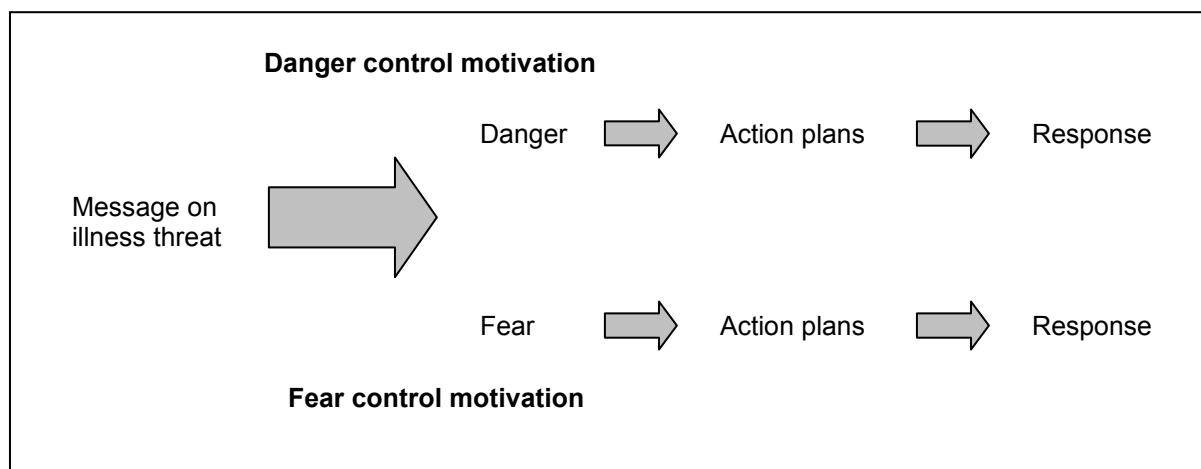 Danger control motivation
Danger Action plans Response
Message on
illness threat
Fear Action plans Response
Fear control motivation